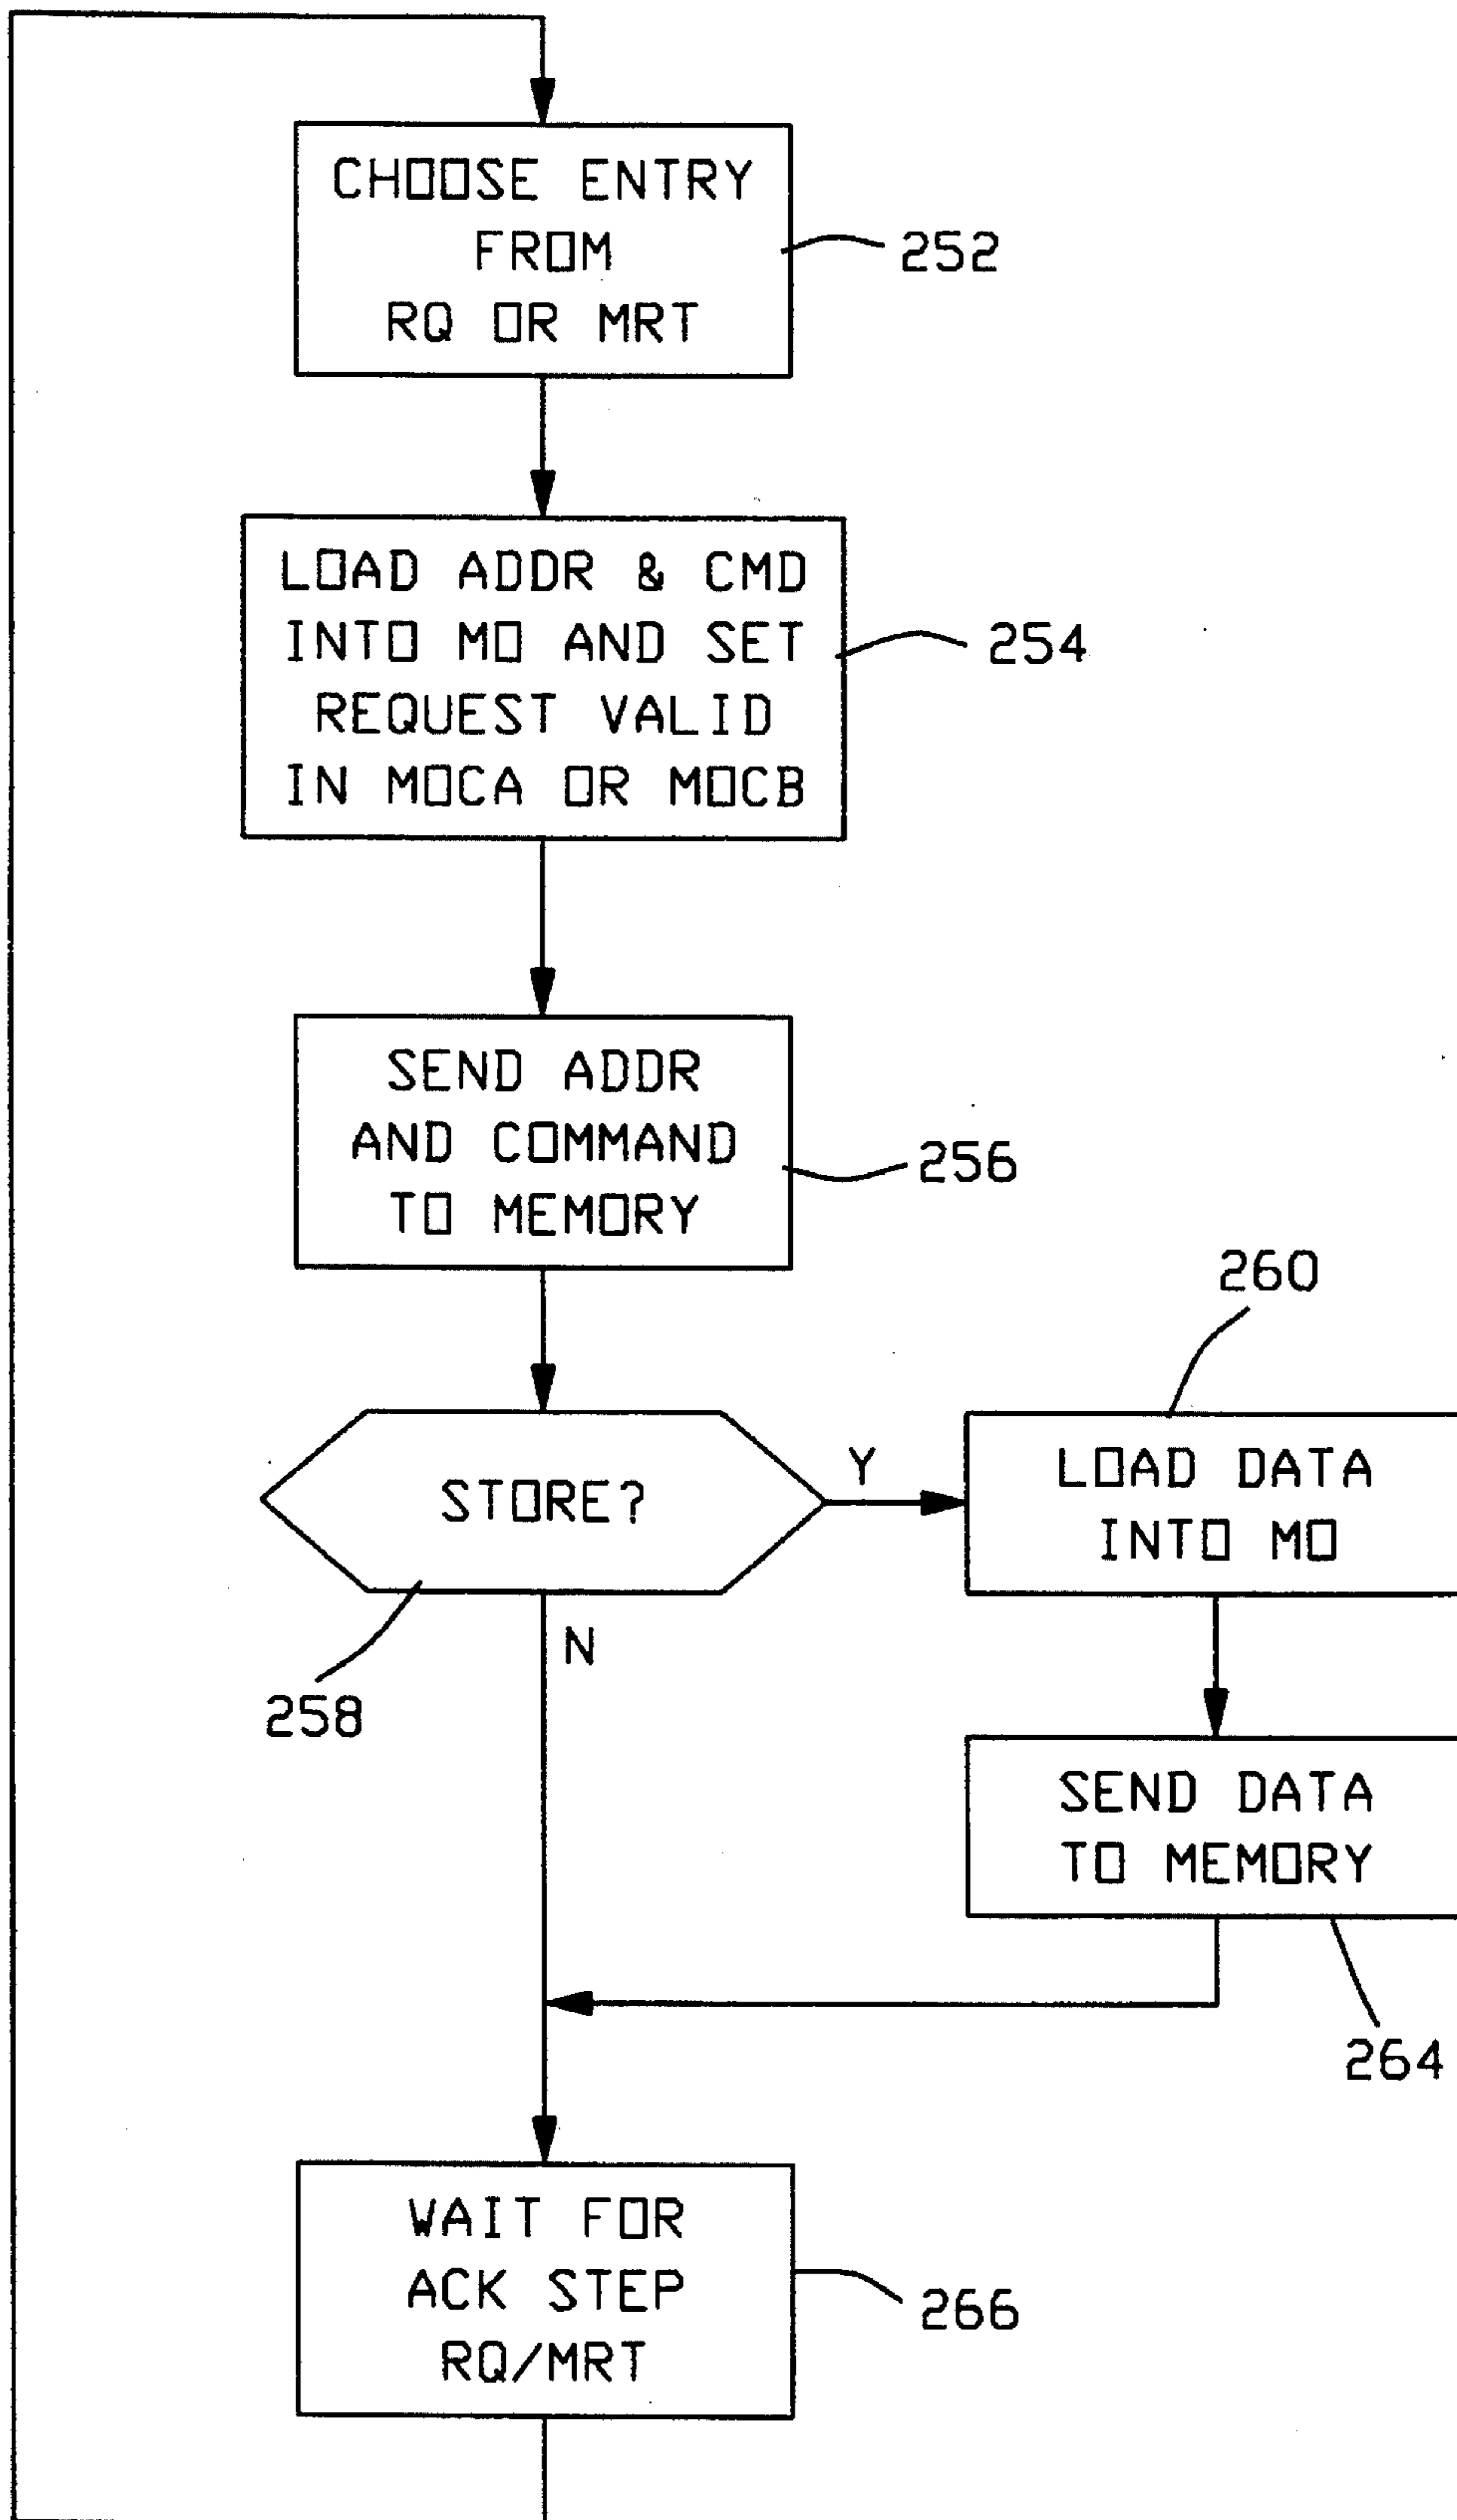 CHOOSE ENTRY
FROM
RQ OR MRT
252
LOAD ADDR & CMD
INTO MO AND SET
REQUEST VALID
IN MOCA OR MOCB
254
SEND ADDR
AND COMMAND
TO MEMORY
256
260
STORE?
Y
LOAD DATA
INTO MO
N
258
SEND DATA
TO MEMORY
264
WAIT FOR
ACK STEP
RQ/MRT
266